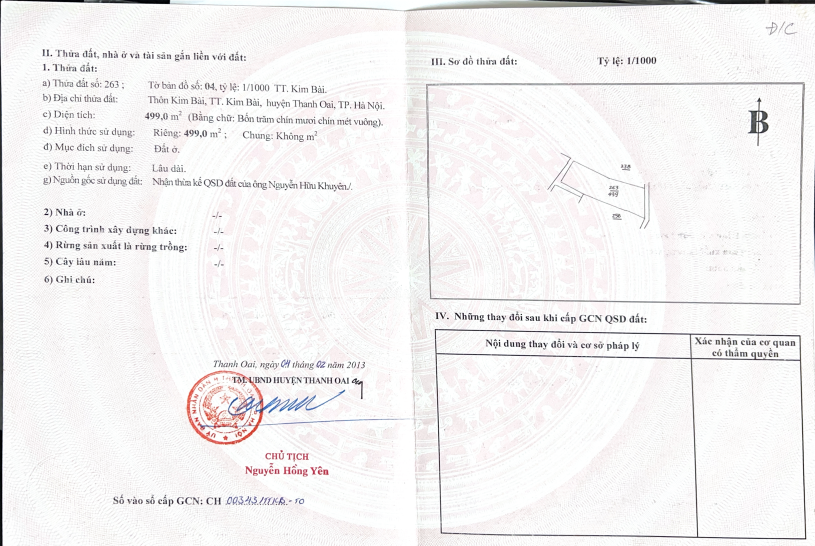 Đ/C
II. Thửa đất, nhà ở và tài sản gắn liền với đất:
1. Thửa đất:
a) Thửa đất số: 263 ; Tờ bản đồ số: 04, tỷ lệ: 1/1000 TT. Kim Bài.
b) Địa chỉ thửa đất: Thôn Kim Bài, TT. Kim Bài, huyện Thanh Oai, TP. Hà Nội.
c) Diện tích: 499,0 m² (Bằng chữ: Bốn trăm chín mươi chín mét vuông).
d) Hình thức sử dụng: Riêng: 499,0 m² ; Chung: Không m²
đ) Mục đích sử dụng: Đất ở.
e) Thời hạn sử dụng: Lâu dài.
g) Nguồn gốc sử dụng đất: Nhận thừa kế QSD đất của ông Nguyễn Hữu Khuyên./.
2) Nhà ở: -/-
3) Công trình xây dựng khác: -/-
4) Rừng sản xuất là rừng trồng: -/-
5) Cây lâu năm: -/-
6) Ghi chú:
Thanh Oai, ngày 04 tháng 02 năm 2013
TM. UBND HUYỆN THANH OAI
CHỦ TỊCH
Nguyễn Hồng Yên
Số vào sổ cấp GCN: CH
III. Sơ đồ thửa đất: Tỷ lệ: 1/1000
B
263
499
IV. Những thay đổi sau khi cấp GCN QSD đất:
Nội dung thay đổi và cơ sở pháp lý
Xác nhận của cơ quan
có thẩm quyền